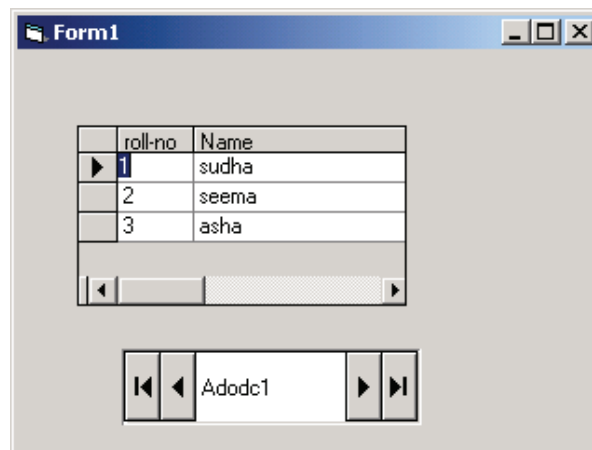 Form1
roll-no Name
1 sudha
2 seema
3 asha
Adodc1